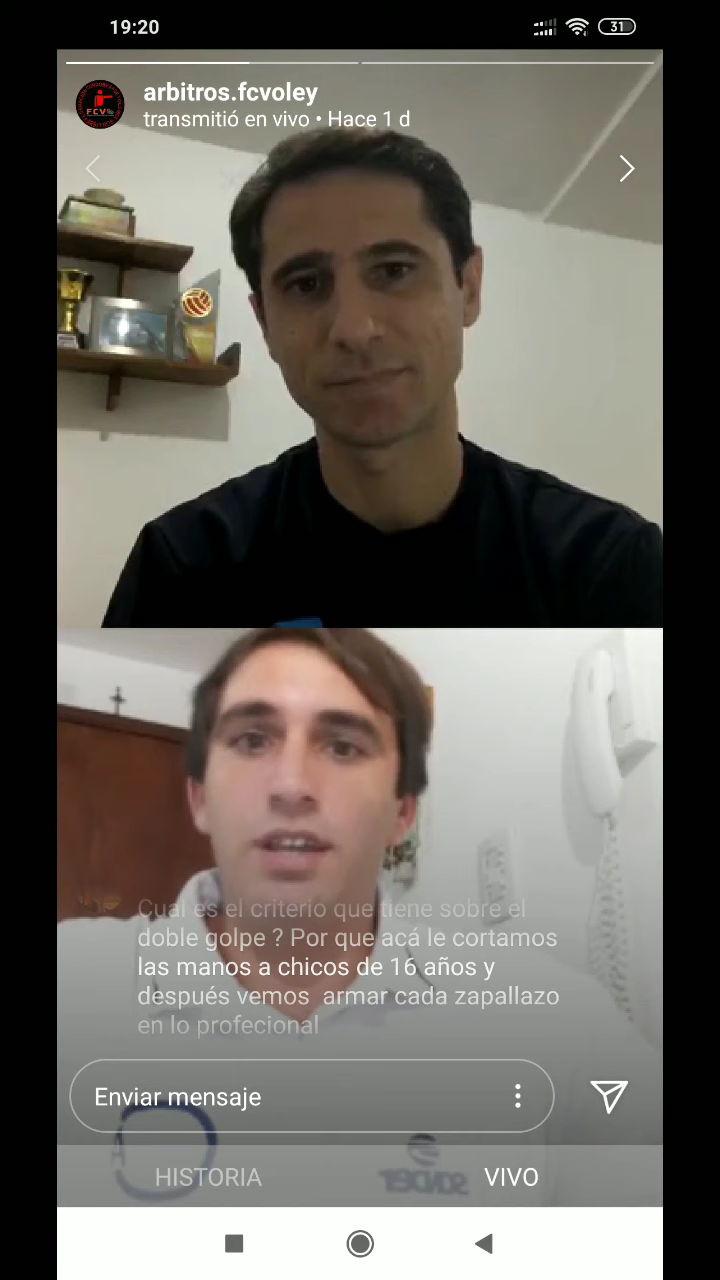 19:20
31
arbitros.fcvoley
transmitió en vivo • Hace 1 d
FCV
Cual es el criterio que tiene sobre el
doble golpe ? Por que acá le cortamos
las manos a chicos de 16 años y
después vemos  armar cada zapallazo
en lo profecional
Enviar mensaje
HISTORIA
VIVO